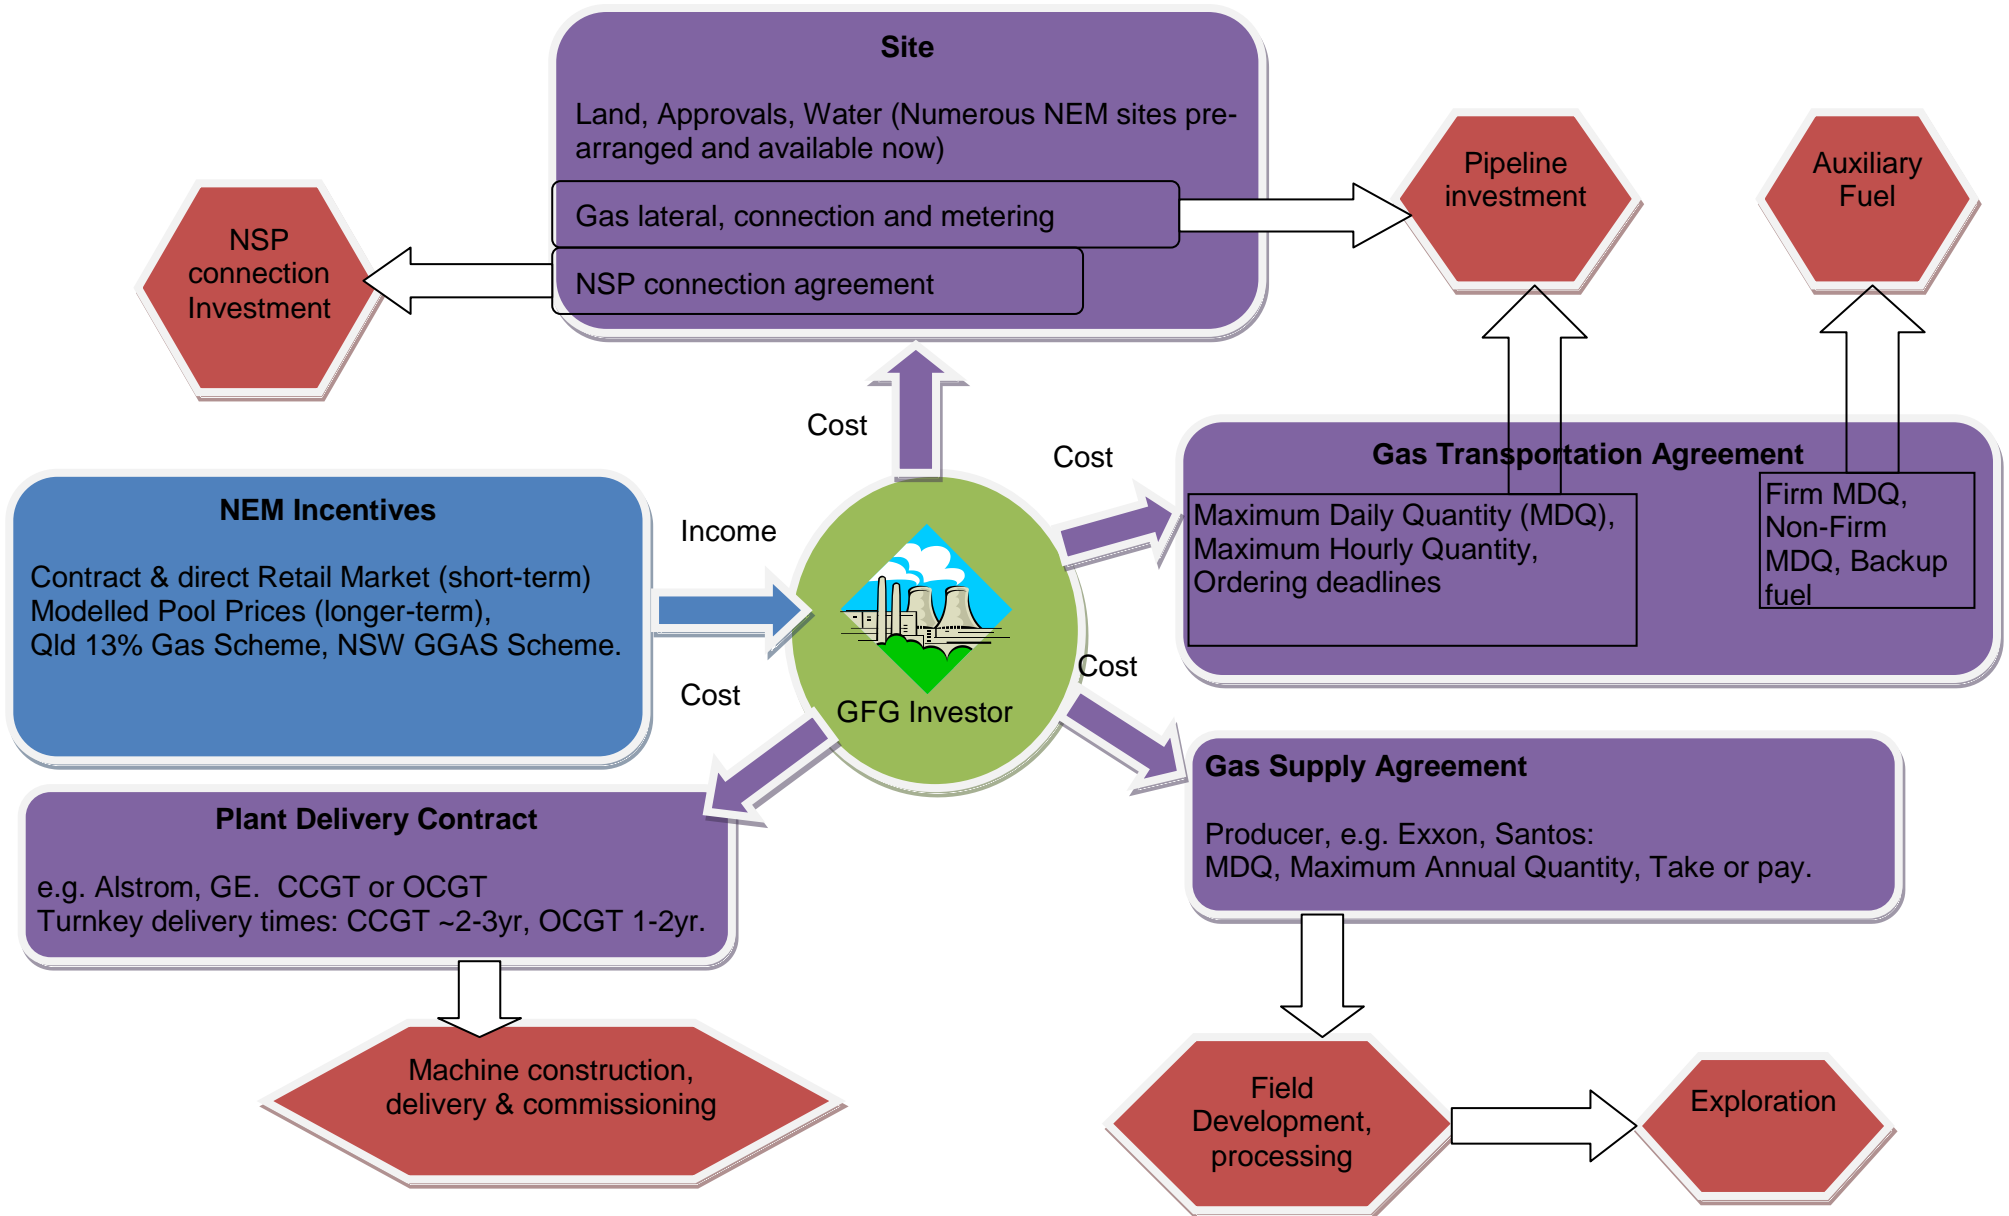 Site
Land, Approvals, Water (Numerous NEM sites pre-
arranged and available now)
Gas lateral, connection and metering
NSP connection agreement
NSP
connection
Investment
Pipeline
investment
Auxiliary
Fuel
Cost
Cost
Gas Transportation Agreement
Maximum Daily Quantity (MDQ),
Maximum Hourly Quantity,
Ordering deadlines
Firm MDQ,
Non-Firm
MDQ, Backup
fuel
NEM Incentives
Contract & direct Retail Market (short-term)
Modelled Pool Prices (longer-term),
Qld 13% Gas Scheme, NSW GGAS Scheme.
Income
Cost
Cost
GFG Investor
Gas Supply Agreement
Producer, e.g. Exxon, Santos:
MDQ, Maximum Annual Quantity, Take or pay.
Plant Delivery Contract
e.g. Alstrom, GE.  CCGT or OCGT
Turnkey delivery times: CCGT ~2-3yr, OCGT 1-2yr.
Machine construction,
delivery & commissioning
Field
Development,
processing
Exploration